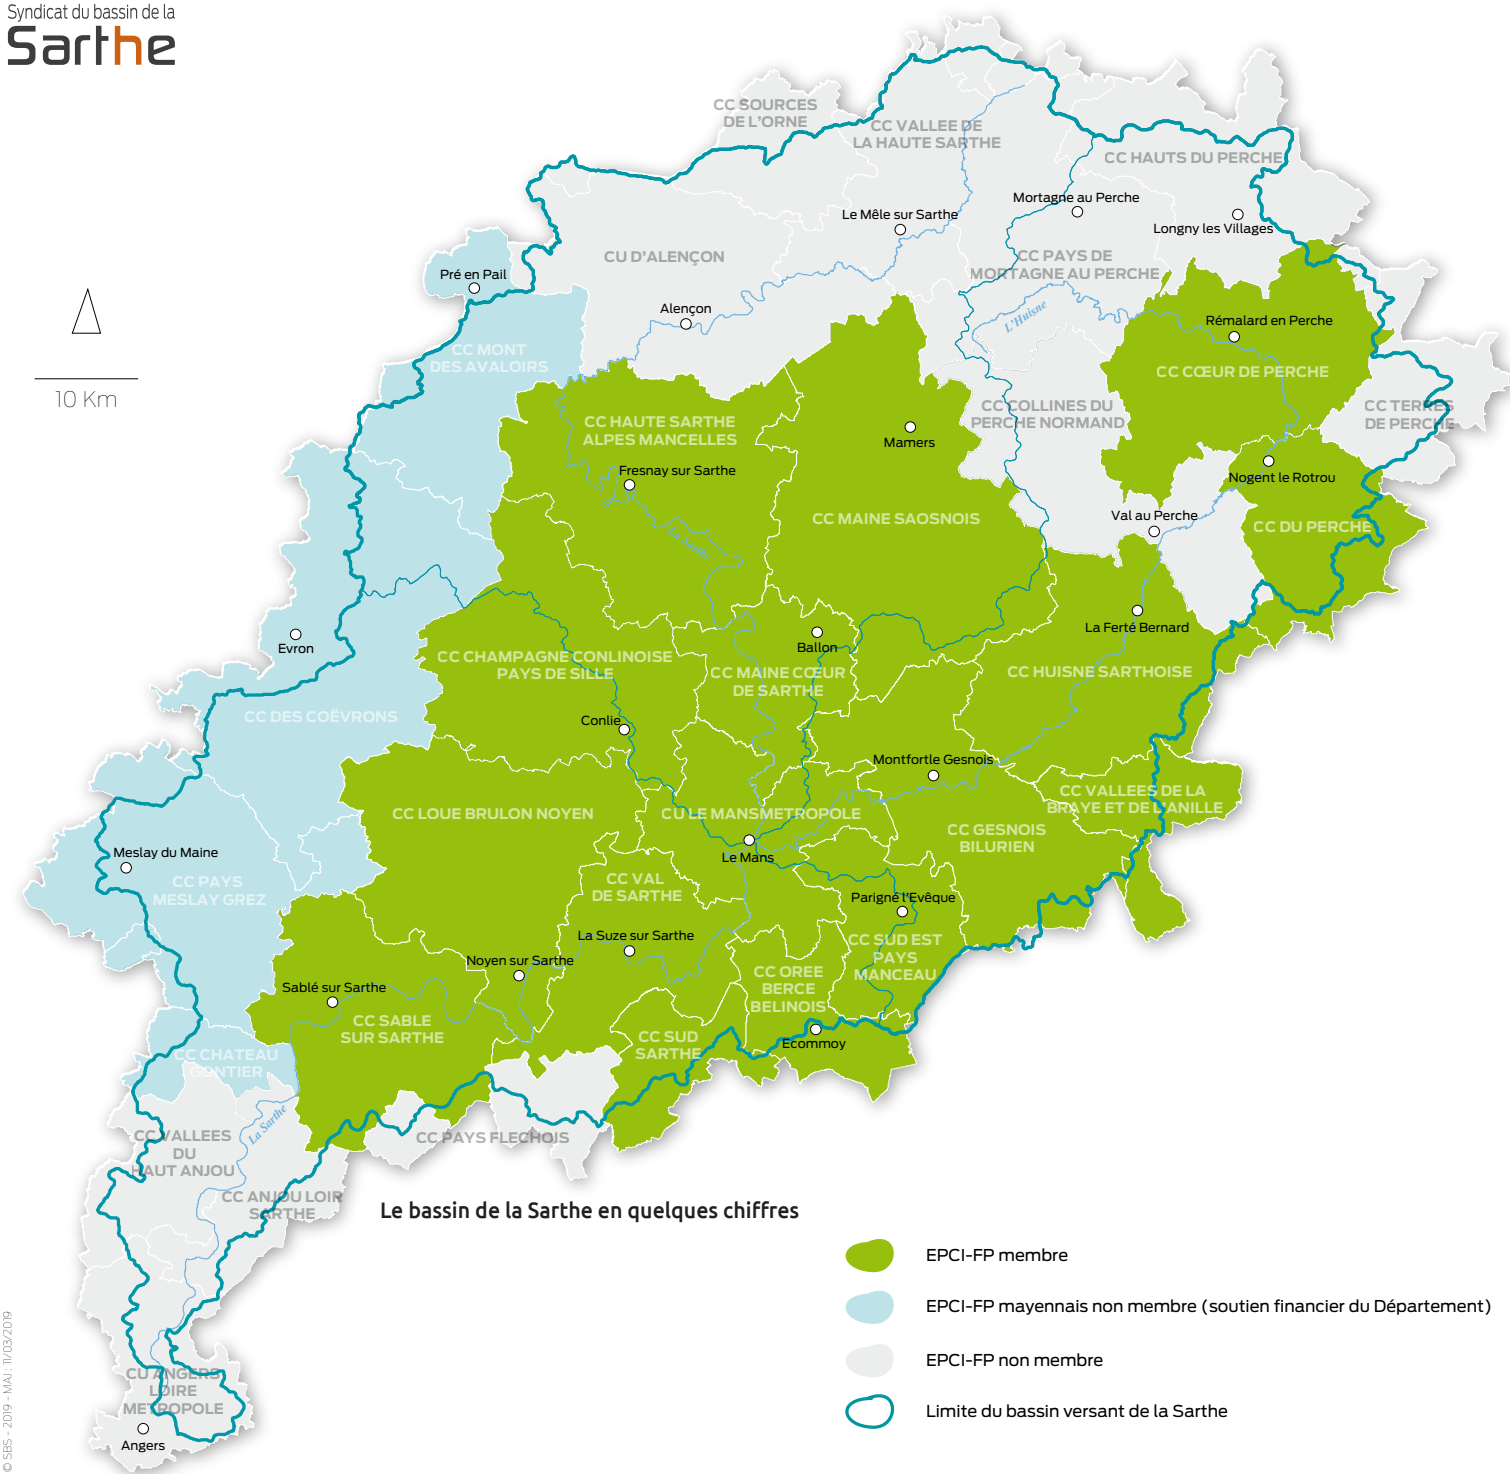 Syndicat du bassin de la
Sarthe
CC SOURCES
DE L'ORNE
CC VALLEE DE
LA HAUTE SARTHE
CC HAUTS DU PERCHE
Mortagne au Perche
Le Mêle sur Sarthe
Longny les Villages
CU D'ALENÇON
CC PAYS DE
MORTAGNE AU PERCHE
Pré en Pail
Alençon
L'Huisne
Rémalard en Perche
10 Km
CC MONT
DES AVALOIRS
CC CŒUR DE PERCHE
CC COLLINES DU
PERCHE NORMAND
CC TERRES
DE PERCHE
CC HAUTE SARTHE
ALPES MANCELLES
Mamers
Fresnay sur Sarthe
Nogent le Rotrou
CC MAINE SAOSNOIS
Val au Perche
CC DU PERCHE
La Sarthe
La Ferté Bernard
Evron
Ballon
CC CHAMPAGNE CONLINOISE
PAYS DE SILLE
CC MAINE CŒUR
DE SARTHE
CC HUISNE SARTHOISE
CC DES COËVRONS
Conlie
Montfortle Gesnois
CC VALLEES DE LA
BRAYE ET DE L'ANILLE
CC LOUE BRULON NOYEN
CU LE MANSMETROPOLE
CC GESNOIS
BILURIEN
Meslay du Maine
Le Mans
CC PAYS
MESLAY GREZ
CC VAL
DE SARTHE
Parigné l'Evêque
La Suze sur Sarthe
CC SUD EST
PAYS
MANCEAU
Noyen sur Sarthe
CC OREE
BERCE
BELINOIS
Sablé sur Sarthe
CC SABLE
SUR SARTHE
CC SUD
SARTHE
Ecommoy
CC CHATEAU
GONTIER
La Sarthe
CC VALLEES
DU
HAUT ANJOU
CC PAYS FLECHOIS
CC ANJOU LOIR
SARTHE
Le bassin de la Sarthe en quelques chiffres
EPCI-FP membre
EPCI-FP mayennais non membre (soutien financier du Département)
EPCI-FP non membre
Limite du bassin versant de la Sarthe
CU ANGERS
LOIRE
METROPOLE
Angers
© SBS - 2019 - MAJ : 11/03/2019